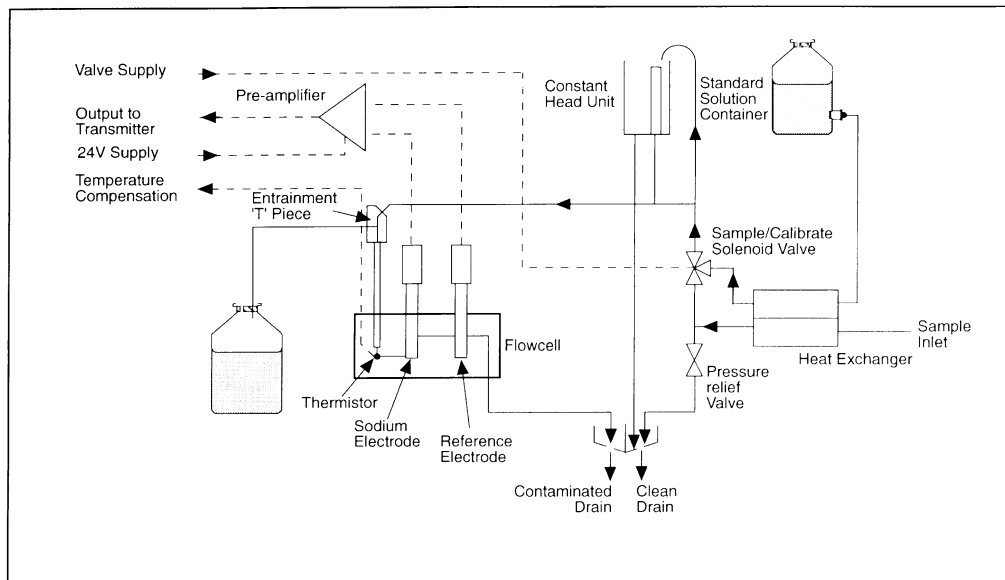 Valve Supply
Pre-amplifier
Output to
Transmitter
24V Supply
Temperature
Compensation
Entrainment
'T' Piece
Constant
Head Unit
Standard
Solution
Container
Sample/Calibrate
Solenoid Valve
Sample
Inlet
Heat Exchanger
Flowcell
Pressure
relief
Valve
Thermistor
Sodium
Electrode
Reference
Electrode
Contaminated
Drain
Clean
Drain